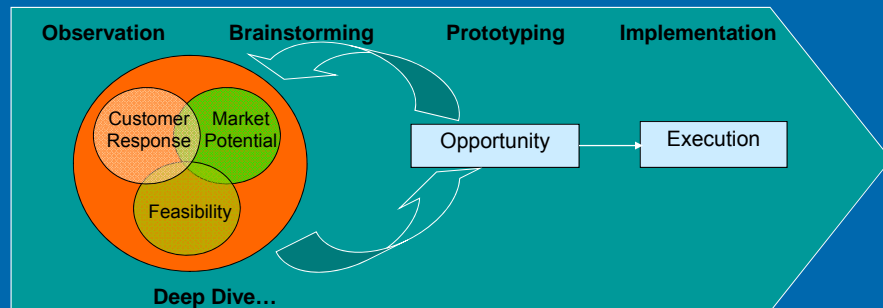 Observation Brainstorming Prototyping Implementation
Customer
Response
Market
Potential
Feasibility
Opportunity
Execution
Deep Dive…